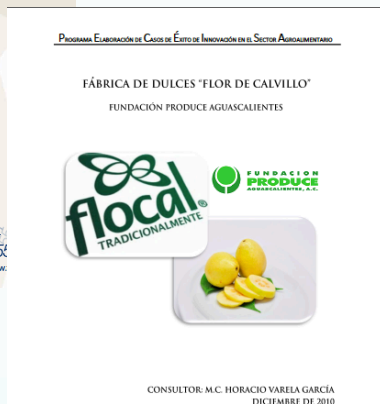 Programa Elaboración de Casos de Éxito de Innovación en el Sector Agroalimentario
FÁBRICA DE DULCES "FLOR DE CALVILLO"
FUNDACIÓN PRODUCE AGUASCALIENTES
flocal®
TRADICIONALMENTE
FUNDACION
PRODUCE
AGUASCALIENTES, A.C.
CONSULTOR: M.C. HORACIO VARELA GARCÍA
DICIEMBRE DE 2010